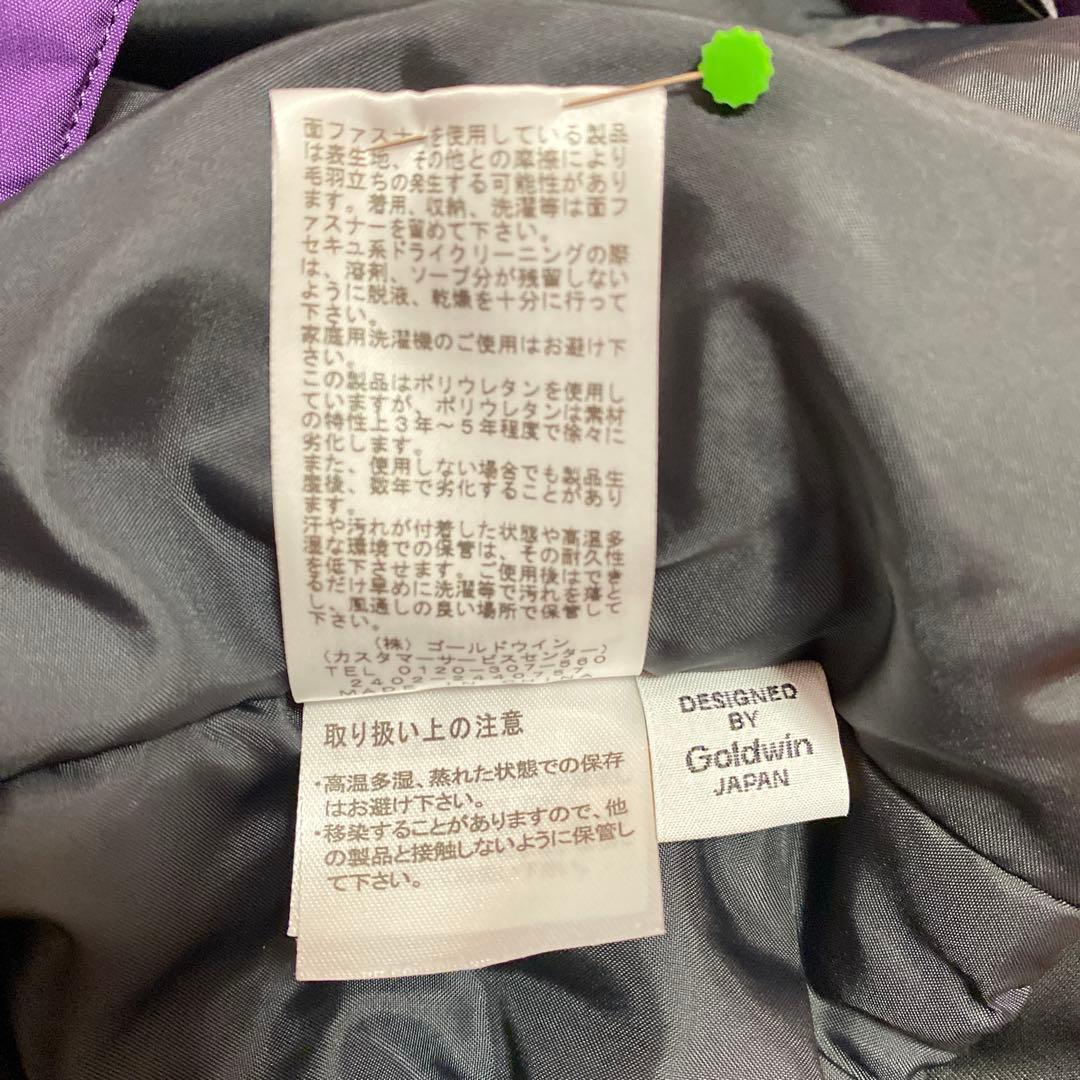 面ファスナーを使用している製品
は表生地、その他との摩擦により
毛羽立ちの発生する可能性があり
ます。着用、収納、洗濯等は面フ
ァスナーを留めて下さい。
セキユ系ドライクリーニングの際
は、溶剤、ソープ分が残留しない
ように脱液、乾燥を十分に行って
下さい。
家庭用洗濯機のご使用はお避け下
さい。
この製品はポリウレタンを使用し
ていますが、ポリウレタンは素材
の特性上3年～5年程度で徐々に
劣化します。
また、使用しない場合でも製品生
産後、数年で劣化することがあり
ます。
汗や汚れが付着した状態や高温多
湿な環境での保管は、その耐久性
を低下させます。ご使用後はでき
るだけ早めに洗濯等で汚れを落と
し、風通しの良い場所で保管して
下さい。
(株) ゴールドウイン
(カスタマーサービスセンター)
TEL 0120-307-560
MADE
取り扱い上の注意
・高温多湿、蒸れた状態での保存
はお避け下さい。
・移染することがありますので、他
の製品と接触しないように保管し
て下さい。
DESIGNED
BY
Goldwin
JAPAN